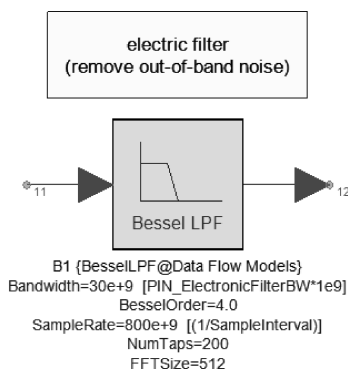 electric filter
(remove out-of-band noise)
11
12
Bessel LPF
B1 {BesselLPF@Data Flow Models}
Bandwidth=30e+9 [PIN_ElectronicFilterBW*1e9]
BesselOrder=4.0
SampleRate=800e+9 [(1/SampleInterval)]
NumTaps=200
FFTSize=512